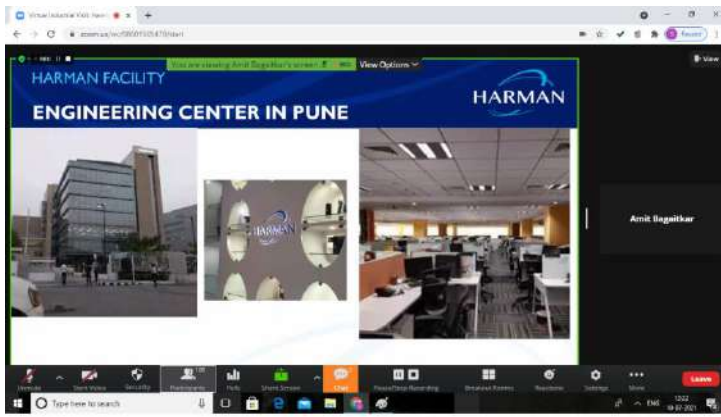 Virtual Industrial Visit:
REC
You are viewing Amit Bagaitkar's screen
View Options
View
HARMAN FACILITY
ENGINEERING CENTER IN PUNE
HARMAN
HARMAN
Amit Bagaitkar
Unmute
Start Video
Security
Participants
Polls
Share Screen
Chat
Pause/Stop Recording
Breakout Rooms
Reactions
Settings
More
Leave
Type here to search
ENG